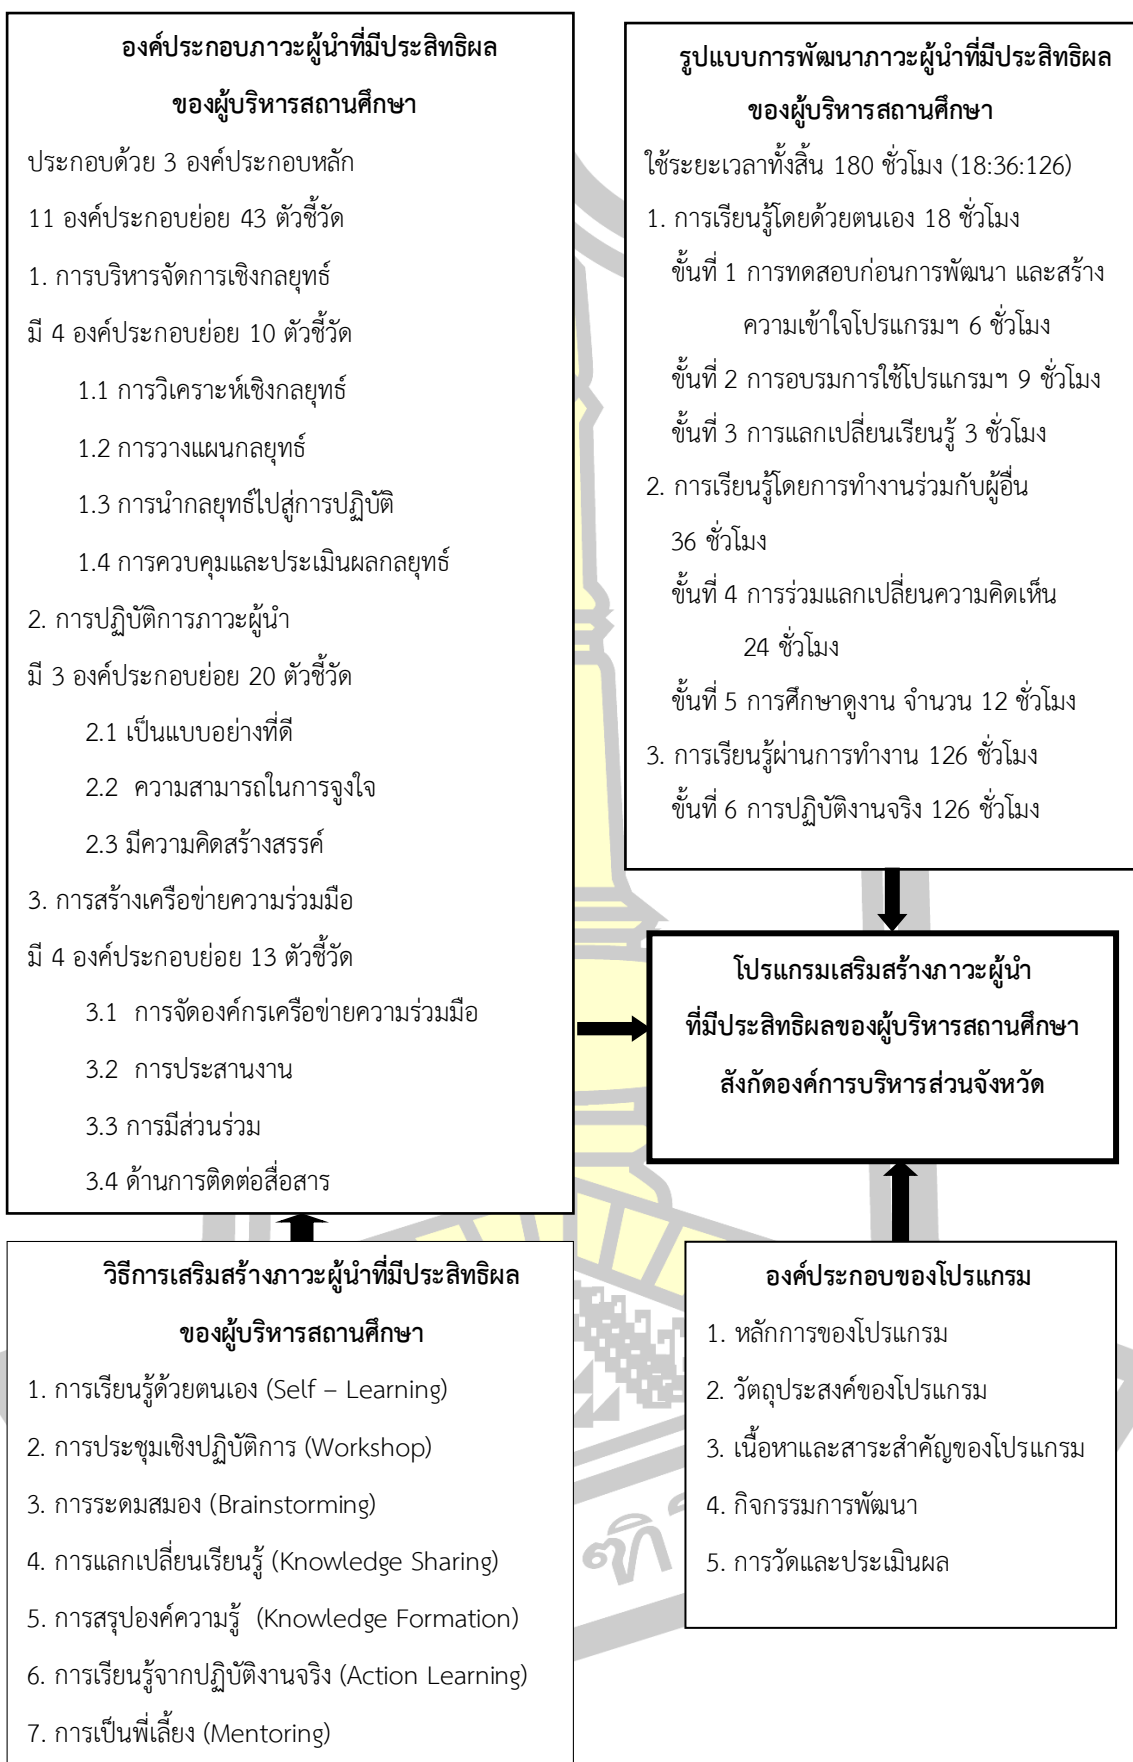 องค์ประกอบภาวะผู้นำที่มีประสิทธิผล
ของผู้บริหารสถานศึกษา
ประกอบด้วย 3 องค์ประกอบหลัก
11 องค์ประกอบย่อย 43 ตัวชี้วัด
1. การบริหารจัดการเชิงกลยุทธ์
มี 4 องค์ประกอบย่อย 10 ตัวชี้วัด
1.1 การวิเคราะห์เชิงกลยุทธ์
1.2 การวางแผนกลยุทธ์
1.3 การนำกลยุทธ์ไปสู่การปฏิบัติ
1.4 การควบคุมและประเมินผลกลยุทธ์
2. การปฏิบัติการภาวะผู้นำ
มี 3 องค์ประกอบย่อย 20 ตัวชี้วัด
2.1 เป็นแบบอย่างที่ดี
2.2 ความสามารถในการจูงใจ
2.3 มีความคิดสร้างสรรค์
3. การสร้างเครือข่ายความร่วมมือ
มี 4 องค์ประกอบย่อย 13 ตัวชี้วัด
3.1 การจัดองค์กรเครือข่ายความร่วมมือ
3.2 การประสานงาน
3.3 การมีส่วนร่วม
3.4 ด้านการติดต่อสื่อสาร
รูปแบบการพัฒนาภาวะผู้นำที่มีประสิทธิผล
ของผู้บริหารสถานศึกษา
ใช้ระยะเวลาทั้งสิ้น 180 ชั่วโมง (18:36:126)
1. การเรียนรู้โดยด้วยตนเอง 18 ชั่วโมง
ขั้นที่ 1 การทดสอบก่อนการพัฒนา และสร้าง
ความเข้าใจโปรแกรมฯ 6 ชั่วโมง
ขั้นที่ 2 การอบรมการใช้โปรแกรมฯ 9 ชั่วโมง
ขั้นที่ 3 การแลกเปลี่ยนเรียนรู้ 3 ชั่วโมง
2. การเรียนรู้โดยการทำงานร่วมกับผู้อื่น
36 ชั่วโมง
ขั้นที่ 4 การร่วมแลกเปลี่ยนความคิดเห็น
24 ชั่วโมง
ขั้นที่ 5 การศึกษาดูงาน จำนวน 12 ชั่วโมง
3. การเรียนรู้ผ่านการทำงาน 126 ชั่วโมง
ขั้นที่ 6 การปฏิบัติงานจริง 126 ชั่วโมง
โปรแกรมเสริมสร้างภาวะผู้นำ
ที่มีประสิทธิผลของผู้บริหารสถานศึกษา
สังกัดองค์การบริหารส่วนจังหวัด
วิธีการเสริมสร้างภาวะผู้นำที่มีประสิทธิผล
ของผู้บริหารสถานศึกษา
1. การเรียนรู้ด้วยตนเอง (Self – Learning)
2. การประชุมเชิงปฏิบัติการ (Workshop)
3. การระดมสมอง (Brainstorming)
4. การแลกเปลี่ยนเรียนรู้ (Knowledge Sharing)
5. การสรุปองค์ความรู้ (Knowledge Formation)
6. การเรียนรู้จากปฏิบัติงานจริง (Action Learning)
7. การเป็นพี่เลี้ยง (Mentoring)
องค์ประกอบของโปรแกรม
1. หลักการของโปรแกรม
2. วัตถุประสงค์ของโปรแกรม
3. เนื้อหาและสาระสำคัญของโปรแกรม
4. กิจกรรมการพัฒนา
5. การวัดและประเมินผล